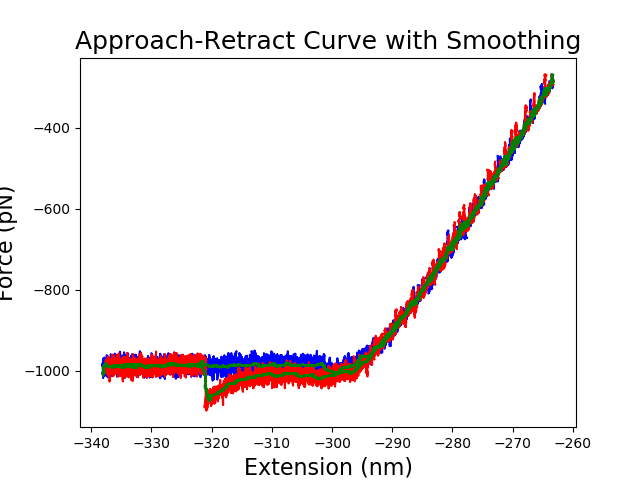 Approach-Retract Curve with Smoothing
Force (pN)
−400
−600
−800
−1000
−340 −330 −320 −310 −300 −290 −280 −270 −260
Extension (nm)